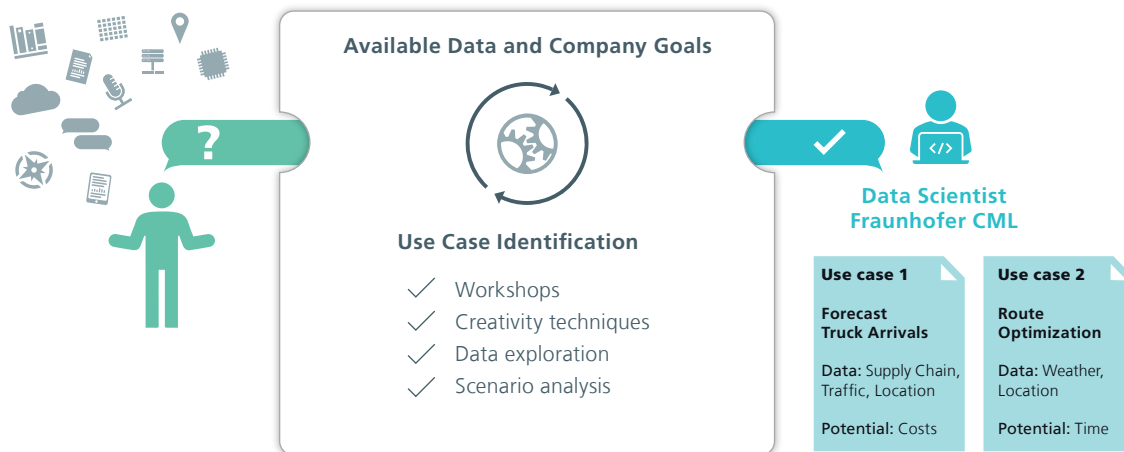 Available Data and Company Goals
?
Use Case Identification
Workshops
Creativity techniques
Data exploration
Scenario analysis
</>
Data Scientist
Fraunhofer CML
Use case 1
Forecast
Truck Arrivals
Data: Supply Chain,
Traffic, Location
Potential: Costs
Use case 2
Route
Optimization
Data: Weather,
Location
Potential: Time